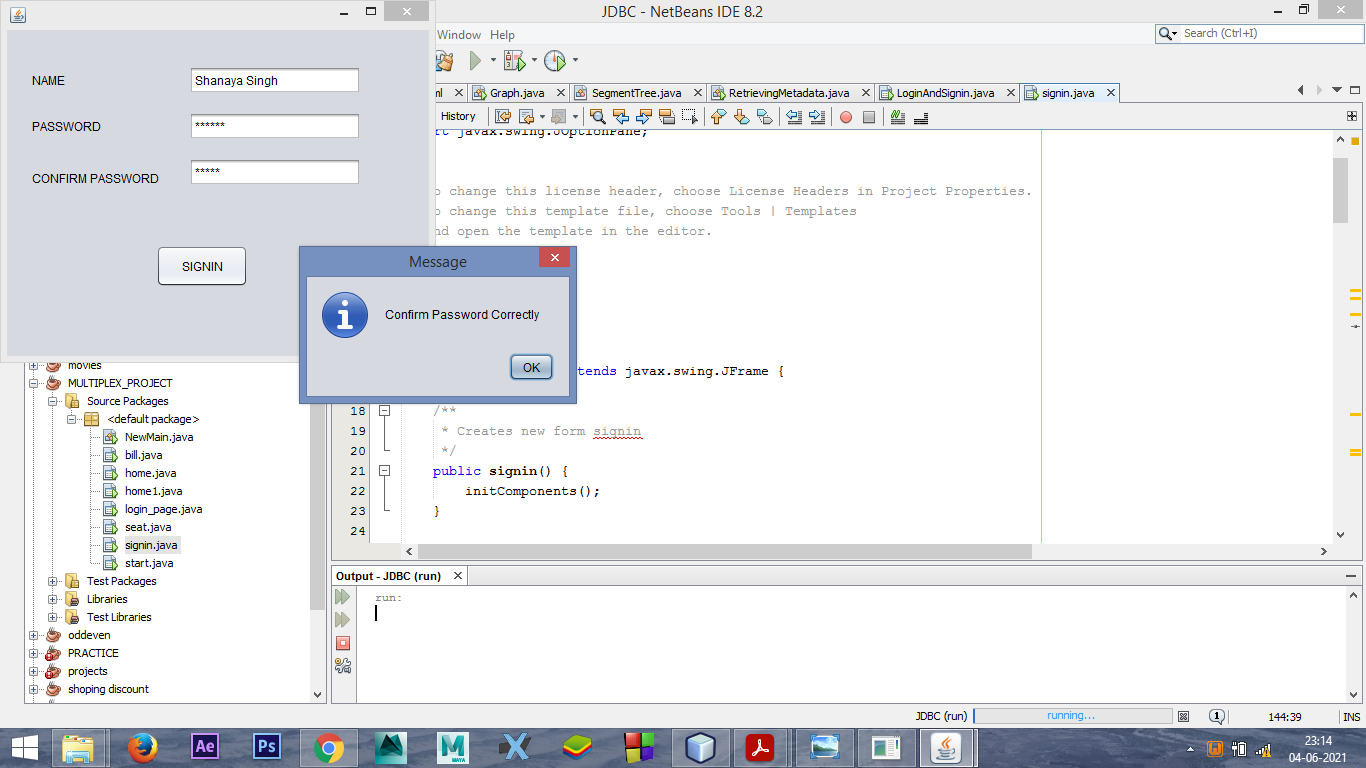 JDBC - NetBeans IDE 8.2
Window Help
Search (Ctrl+I)
NAME
Shanaya Singh
PASSWORD
******
CONFIRM PASSWORD
*****
SIGNIN
Message
Confirm Password Correctly
OK
ml Graph.java SegmentTree.java RetrievingMetadata.java LoginAndSignin.java signin.java
History
rt javax.swing.JOptionPane;
o change this license header, choose License Headers in Project Properties.
o change this template file, choose Tools | Templates
nd open the template in the editor.
tends javax.swing.JFrame {
18 /**
19 * Creates new form signin
20 */
21 public signin() {
22 initComponents();
23 }
24
movies
MULTIPLEX_PROJECT
Source Packages
<default package>
NewMain.java
bill.java
home.java
home1.java
login_page.java
seat.java
signin.java
start.java
Test Packages
Libraries
Test Libraries
oddeven
PRACTICE
projects
shoping discount
Output - JDBC (run)
run:
JDBC (run) running... 1 144:39 INS
Ae Ps MAYA
23:14
04-06-2021